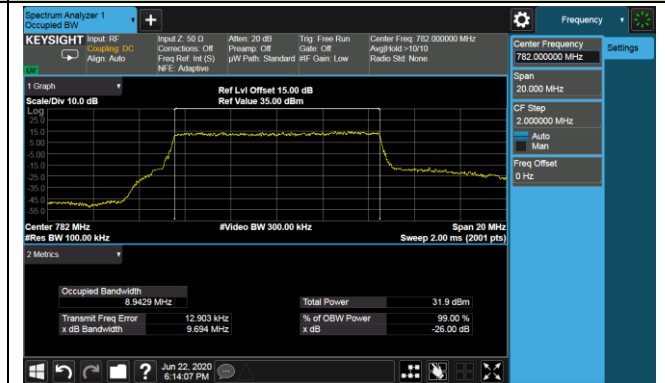 Spectrum Analyzer 1
Occupied BW
+
Frequency
KEYSIGHT Input: RF Input Z: 50 Ω Atten: 20 dB Trig: Free Run Center Freq: 782.000000 MHz
Coupling: DC Corrections: Off Preamp: Off Gate: Off Avg|Hold:>10/10
Align: Auto Freq Ref: Int (S) µW Path: Standard #IF Gain: Low Radio Std: None
NFE: Adaptive
Center Frequency
782.000000 MHz
Settings
Span
20.000 MHz
CF Step
2.000000 MHz
Auto
Man
Freq Offset
0 Hz
1 Graph
Ref Lvl Offset 15.00 dB
Scale/Div 10.0 dB Ref Value 35.00 dBm
Log
25.0
15.0
5.00
-5.00
-15.0
-25.0
-35.0
-45.0
-55.0
Center 782 MHz #Video BW 300.00 kHz Span 20 MHz
#Res BW 100.00 kHz Sweep 2.00 ms (2001 pts)
2 Metrics
Occupied Bandwidth
8.9429 MHz Total Power 31.9 dBm
Transmit Freq Error 12.903 kHz % of OBW Power 99.00 %
x dB Bandwidth 9.694 MHz x dB -26.00 dB
? Jun 22, 2020
6:14:07 PM